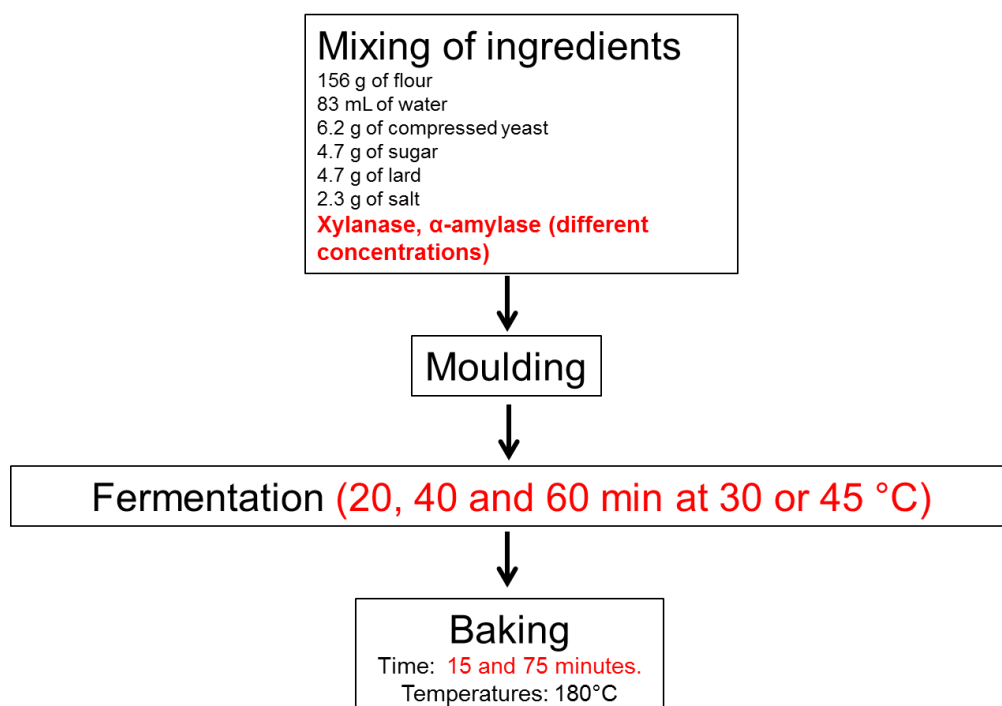 Mixing of ingredients
156 g of flour
83 mL of water
6.2 g of compressed yeast
4.7 g of sugar
4.7 g of lard
2.3 g of salt
Xylanase, α-amylase (different
concentrations)
Moulding
Fermentation (20, 40 and 60 min at 30 or 45 °C)
Baking
Time: 15 and 75 minutes.
Temperatures: 180°C